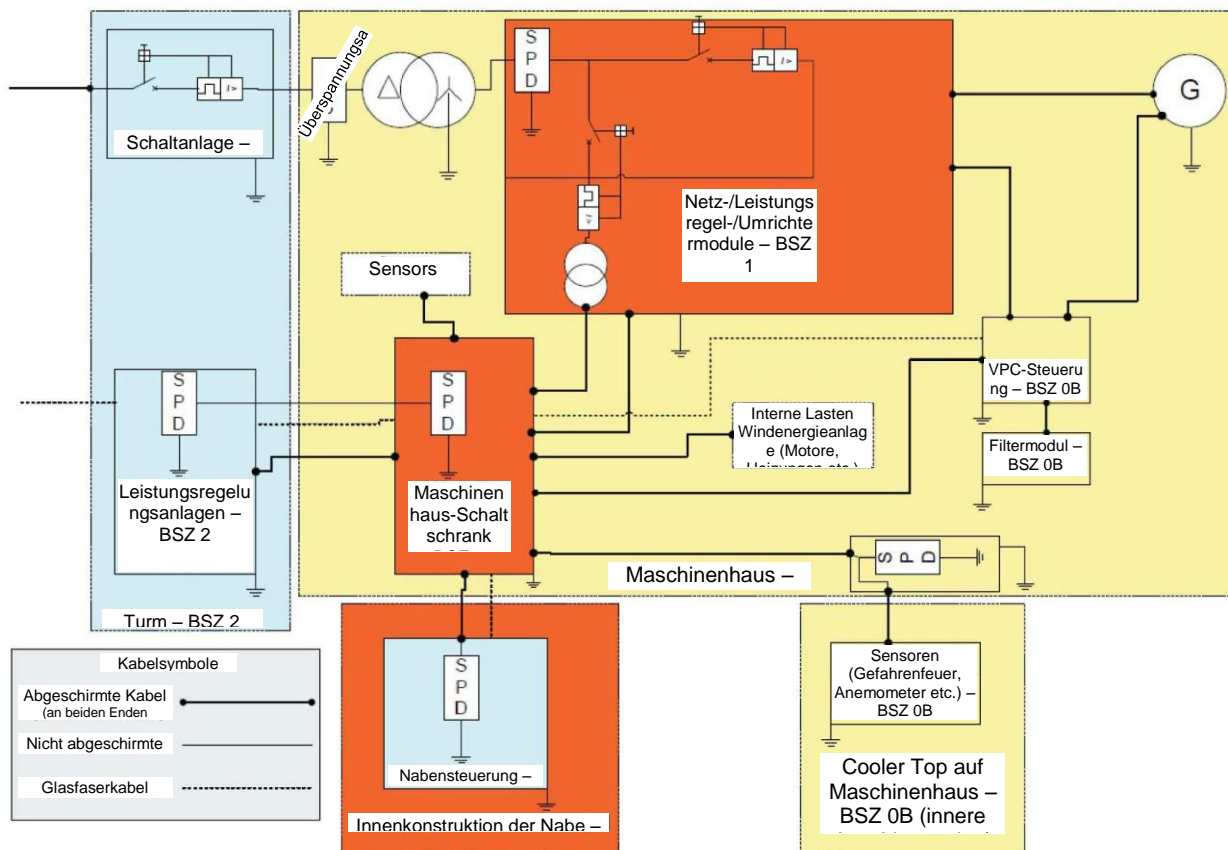 Schaltanlage –
Überspannungsa
S
P
D
I>
I>
G
Netz-/Leistungs
regel-/Umrichte
rmodule – BSZ
1
Sensors
S
P
D
Leistungsregelu
ngsanlagen –
BSZ 2
Turm – BSZ 2
S
P
D
Maschinen
haus-Schalt
schrank
Interne Lasten
Windenergieanlag
e (Motore,
VPC-Steueru
ng – BSZ 0B
Filtermodul –
BSZ 0B
S P D
Maschinenhaus –
Kabelsymbole
Abgeschirmte Kabel
(an beiden Enden
Nicht abgeschirmte
Glasfaserkabel
S
P
D
Nabensteuerung –
Innenkonstruktion der Nabe –
Sensoren
(Gefahrenfeuer,
Anemometer etc.) –
BSZ 0B
Cooler Top auf
Maschinenhaus –
BSZ 0B (innere